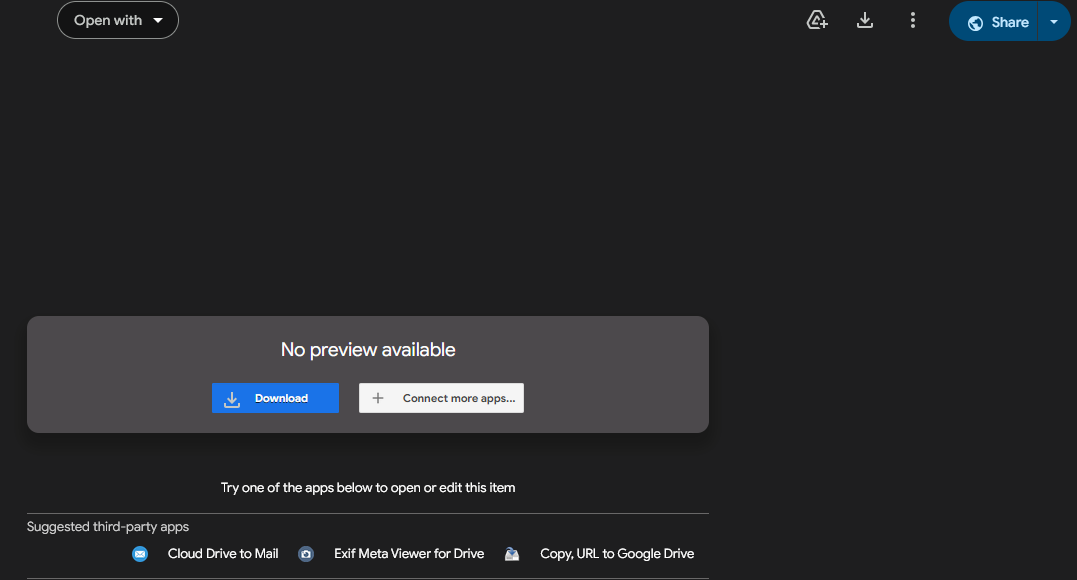 Open with
Share
No preview available
Download
Connect more apps...
Try one of the apps below to open or edit this item
Suggested third-party apps
Cloud Drive to Mail
Exif Meta Viewer for Drive
Copy, URL to Google Drive